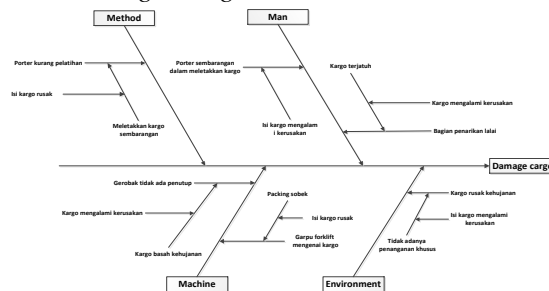 Method
Man
Porter kurang pelatihan
Isi kargo rusak
Meletakkan kargo
sembarangan
Porter sembarangan
dalam meletakkan kargo
Isi kargo mengalam
i kerusakan
Kargo terjatuh
Kargo mengalami kerusakan
Bagian penarikan lalai
Damage cargo
Gerobak tidak ada penutup
Kargo mengalami kerusakan
Kargo basah kehujanan
Packing sobek
Isi kargo rusak
Garpu forklift
mengenai kargo
Kargo rusak kehujanan
Isi kargo mengalami
kerusakan
Tidak adanya
penanganan khusus
Machine
Environment